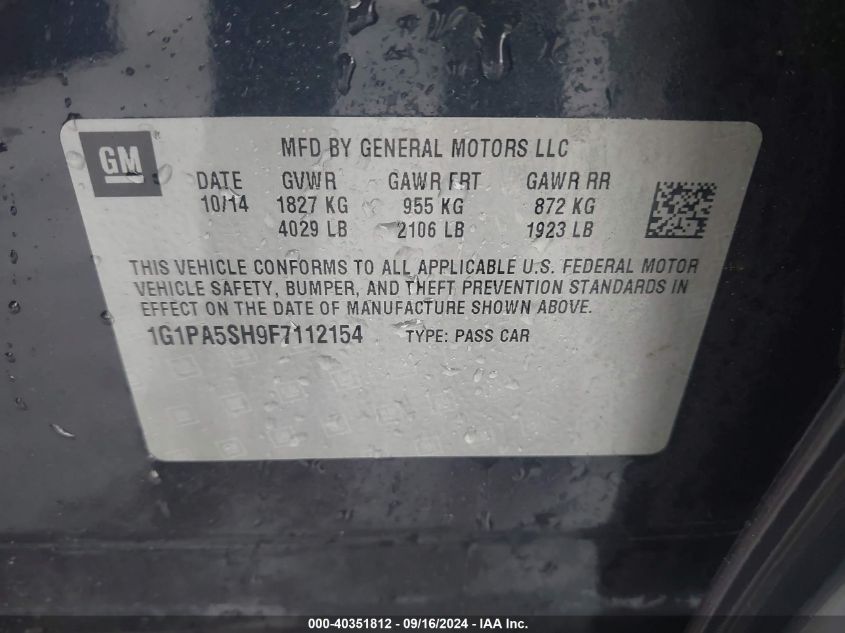 GM
MFD BY GENERAL MOTORS LLC
DATE GVWR GAWR FRT GAWR RR
10/14 1827 KG 955 KG 872 KG
4029 LB 2106 LB 1923 LB
THIS VEHICLE CONFORMS TO ALL APPLICABLE U.S. FEDERAL MOTOR
VEHICLE SAFETY, BUMPER, AND THEFT PREVENTION STANDARDS IN
EFFECT ON THE DATE OF MANUFACTURE SHOWN ABOVE.
1G1PA5SH9F7112154 TYPE: PASS CAR
000-40351812 - 09/16/2024 - IAA Inc.